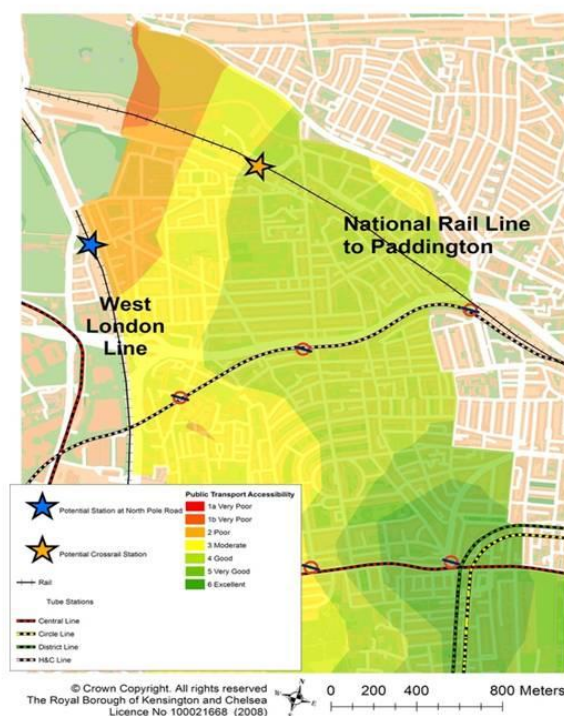 National Rail Line
to Paddington
West
London
Line
Potential Station at North Pole Road
Potential Crossrail Station
Rail
Tube Stations
Central Line
Circle Line
District Line
H&C Line
Public Transport Accessibility
1a Very Poor
1b Very Poor
2 Poor
3 Moderate
4 Good
5 Very Good
6 Excellent
© Crown Copyright. All rights reserved
The Royal Borough of Kensington and Chelsea
Licence No 100021668 (2008)
N
E
S
W
0 200 400 800 Meters